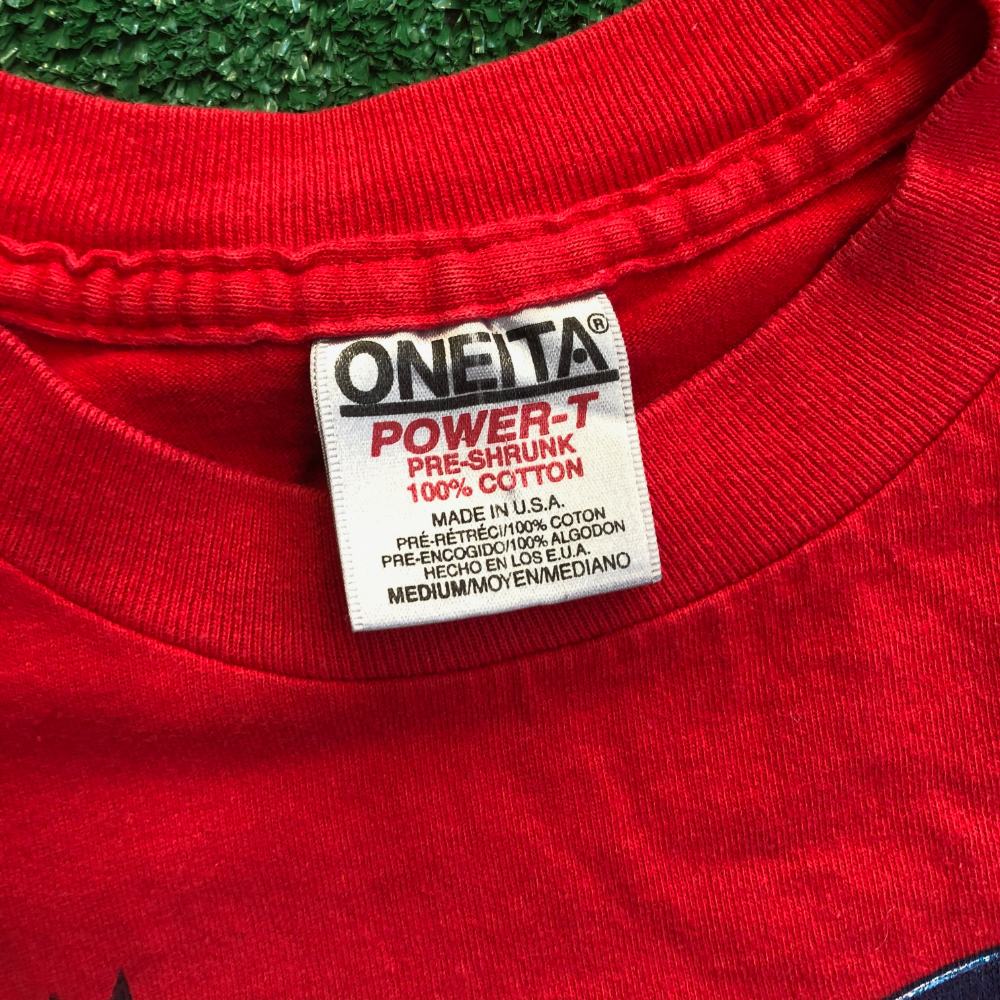 ONEITA®
POWER-T
PRE-SHRUNK
100% COTTON
MADE IN U.S.A.
PRÉ-RÉTRÉCI/100% COTON
PRE-ENCOGIDO/100% ALGODON
HECHO EN LOS E.U.A.
MEDIUM/MOYEN/MEDIANO